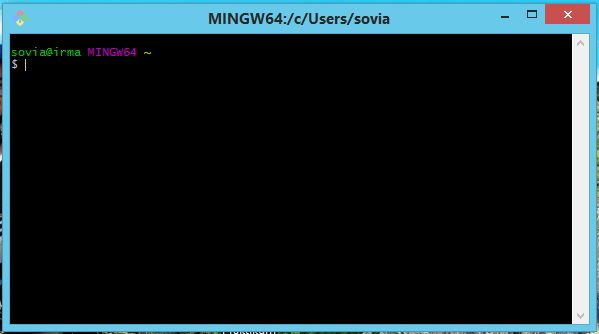 MINGW64:/c/Users/sovia
sovia@irma MINGW64 ~
$